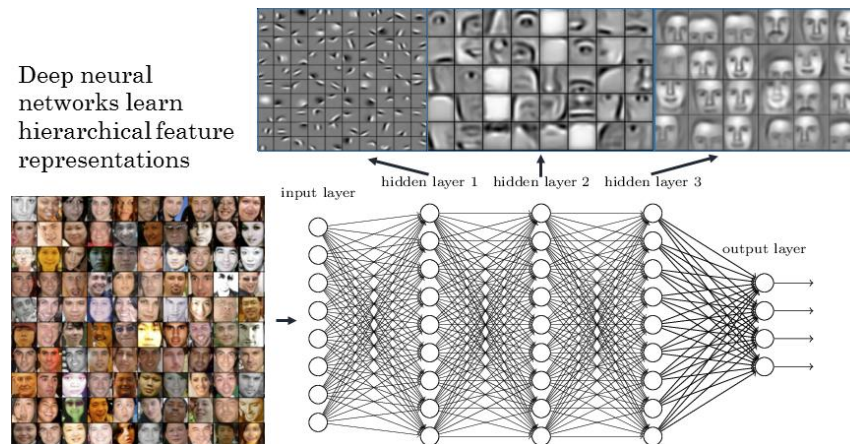 Deep neural
networks learn
hierarchical feature
representations
input layer
hidden layer 1
hidden layer 2
hidden layer 3
output layer